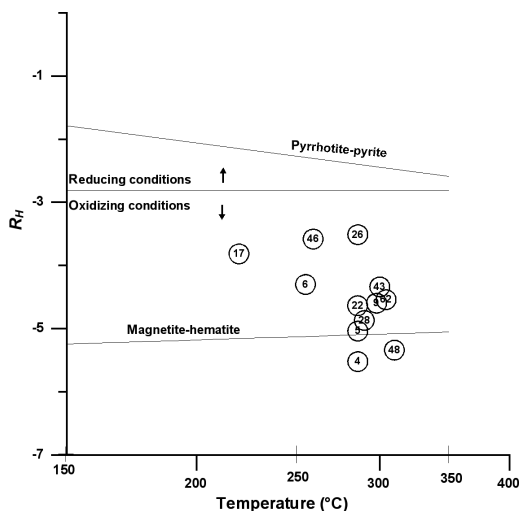 -1
Pyrrhotite-pyrite
Reducing conditions
-3
Oxidizing conditions
R_H
26
46
17
6
43
62
9
22
28
5
Magnetite-hematite
-5
48
4
-7
150 200 250 300 350 400
Temperature (°C)